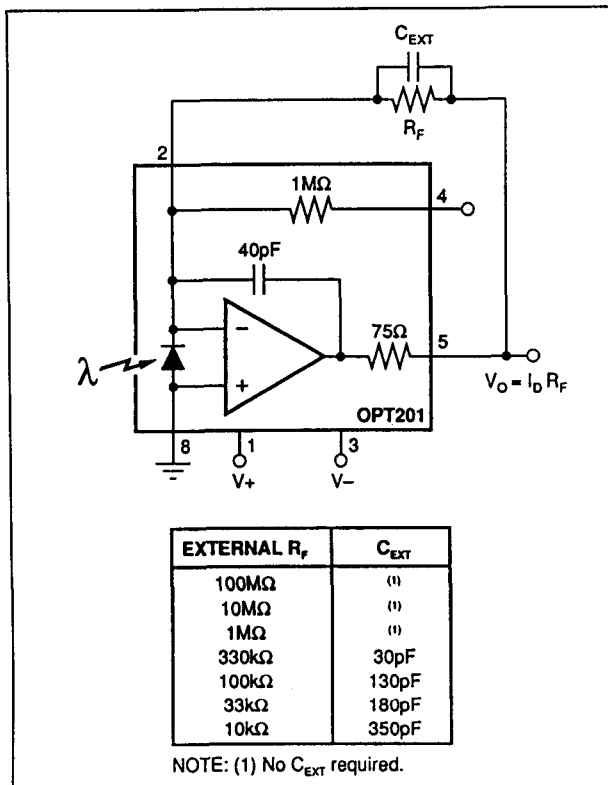 C_EXT
R_F
2
1MΩ
4
40pF
75Ω
5
λ
−
+
V_O = I_D R_F
OPT201
8
1
3
V+
V−
EXTERNAL R_F C_EXT
100MΩ (1)
10MΩ (1)
1MΩ (1)
330kΩ 30pF
100kΩ 130pF
33kΩ 180pF
10kΩ 350pF
NOTE: (1) No C_EXT required.